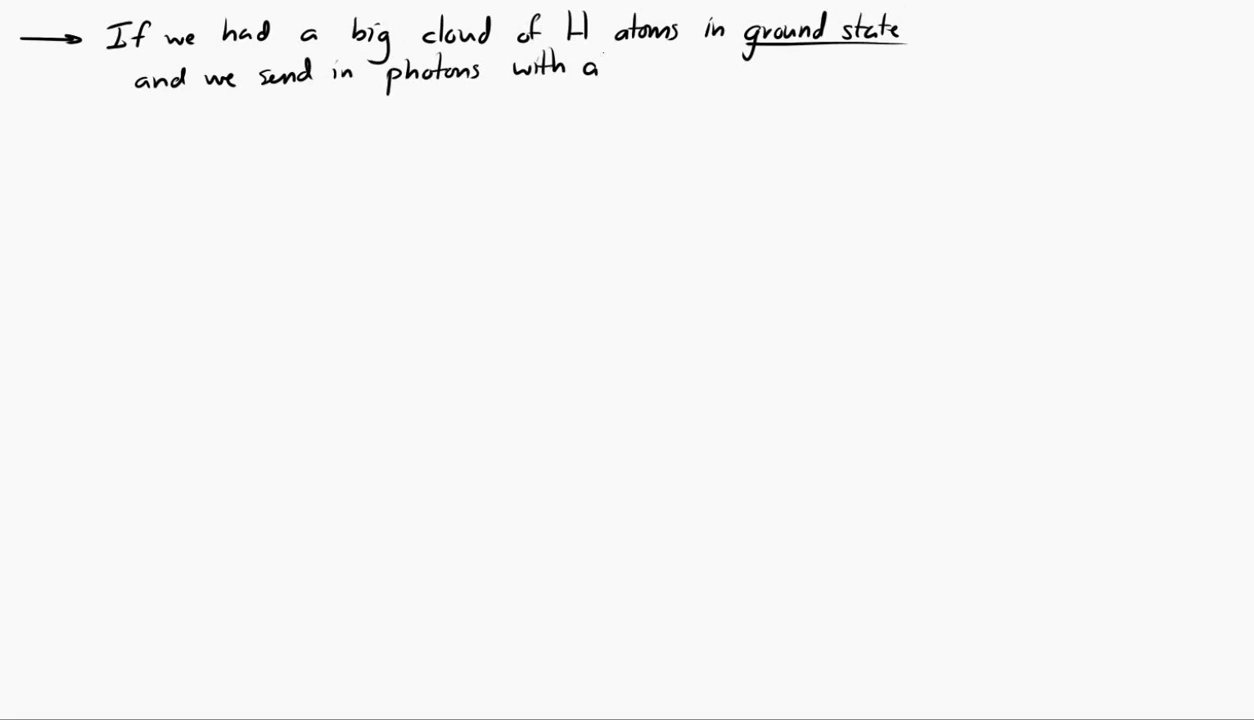 → If we had a big cloud of H atoms in ground state
and we send in photons with a